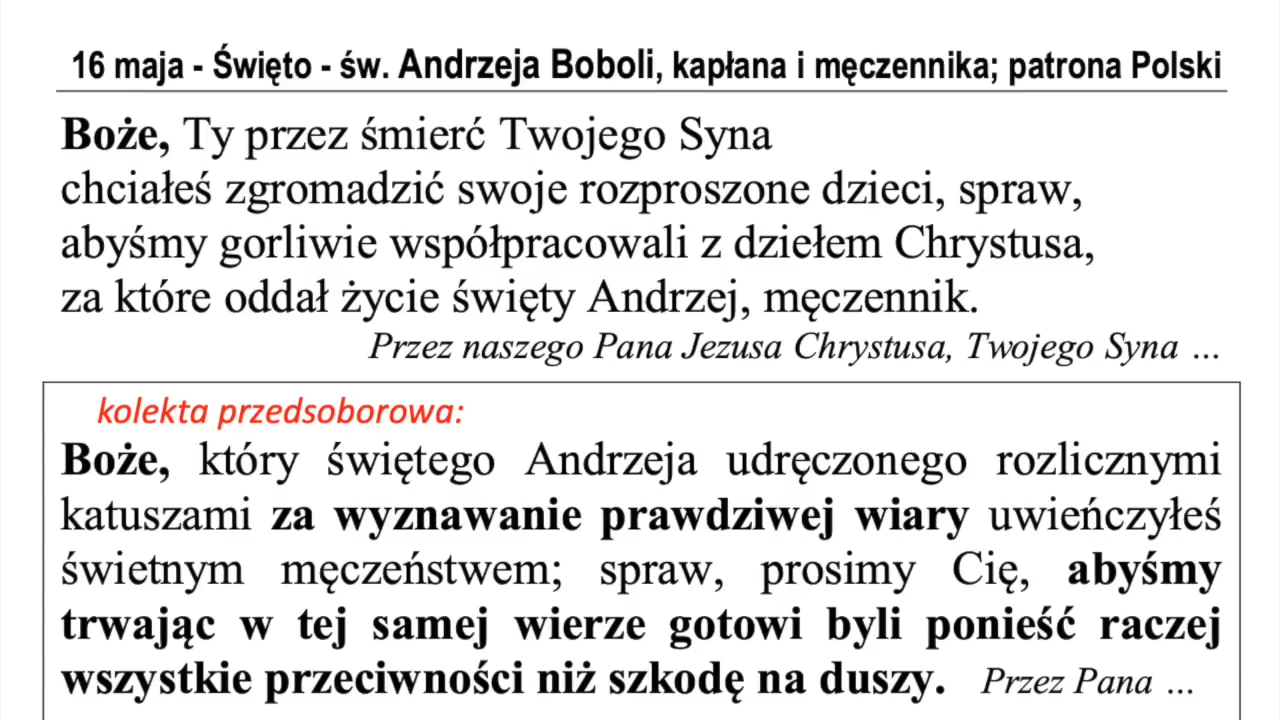 16 maja - Święto - św. Andrzeja Boboli, kapłana i męczennika; patrona Polski
Boże, Ty przez śmierć Twojego Syna
chciałeś zgromadzić swoje rozproszone dzieci, spraw,
abyśmy gorliwie współpracowali z dziełem Chrystusa,
za które oddał życie święty Andrzej, męczennik.
Przez naszego Pana Jezusa Chrystusa, Twojego Syna ...
kolekta przedsoborowa:
Boże, który świętego Andrzeja udręczonego rozlicznymi
katuszami za wyznawanie prawdziwej wiary uwieńczyłeś
świetnym męczeństwem; spraw, prosimy Cię, abyśmy
trwając w tej samej wierze gotowi byli ponieść raczej
wszystkie przeciwności niż szkodę na duszy. Przez Pana ...